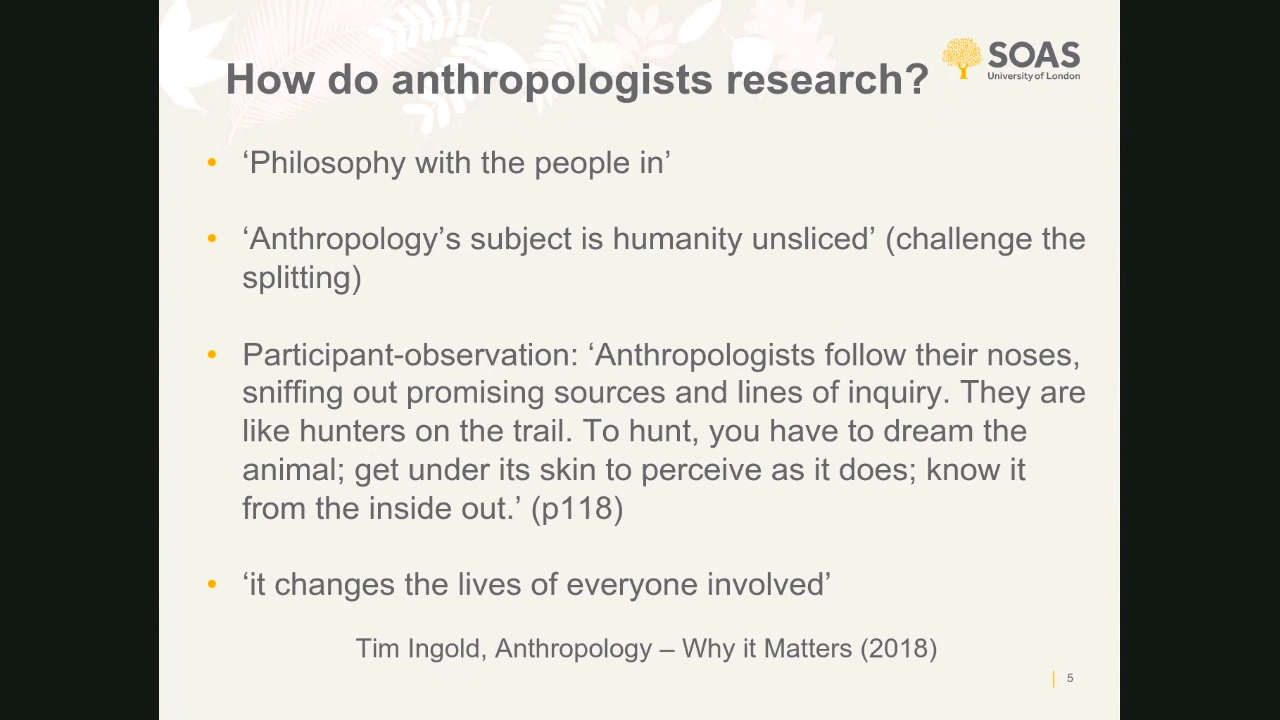 SOAS
University of London
How do anthropologists research?
• ‘Philosophy with the people in’
• ‘Anthropology’s subject is humanity unsliced’ (challenge the
splitting)
• Participant-observation: ‘Anthropologists follow their noses,
sniffing out promising sources and lines of inquiry. They are
like hunters on the trail. To hunt, you have to dream the
animal; get under its skin to perceive as it does; know it
from the inside out.’ (p118)
• ‘it changes the lives of everyone involved’
Tim Ingold, Anthropology – Why it Matters (2018)
5